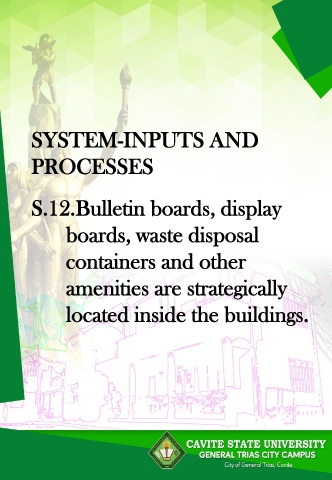 SYSTEM-INPUTS AND
PROCESSES
S.12.Bulletin boards, display
boards, waste disposal
containers and other
amenities are strategically
located inside the buildings.
CAVITE STATE UNIVERSITY
GENERAL TRIAS CITY CAMPUS
City of General Trias, Cavite